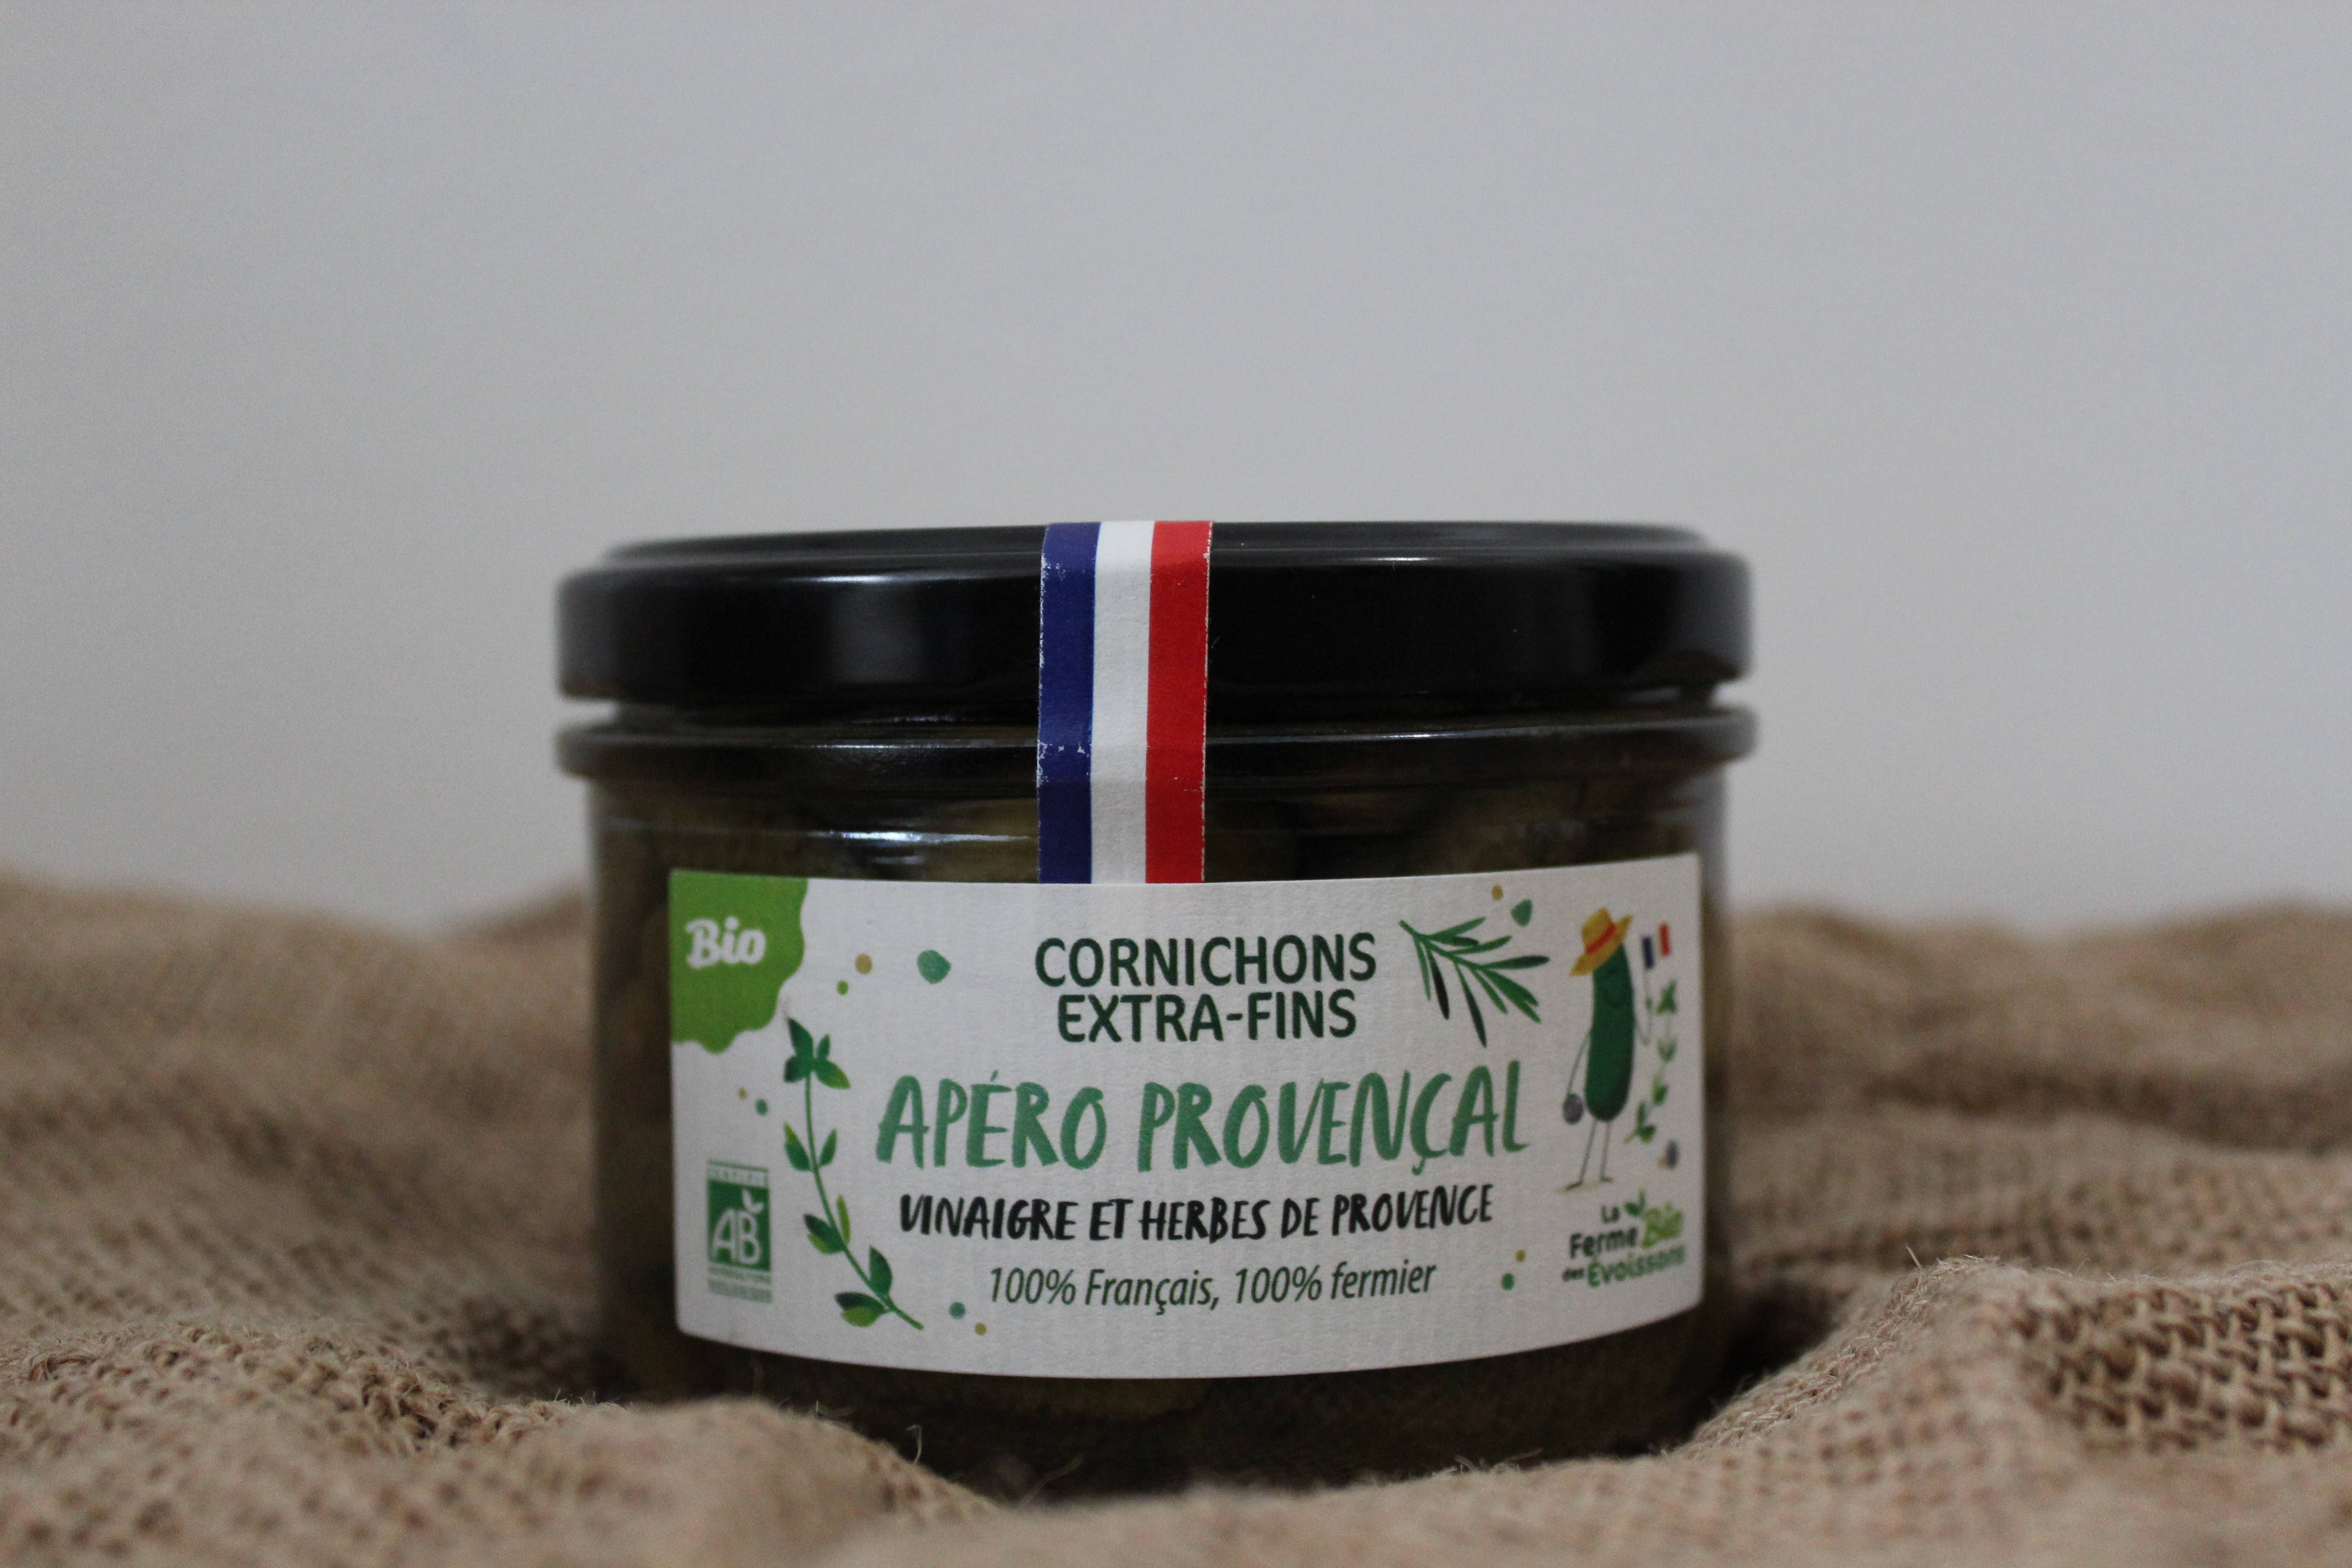 Bio
CORNICHONS
EXTRA-FINS
APÉRO PROVENÇAL
VINAIGRE ET HERBES DE PROVENCE
100% Français, 100% fermier
AB
La
Ferme Bio
des Évoissons